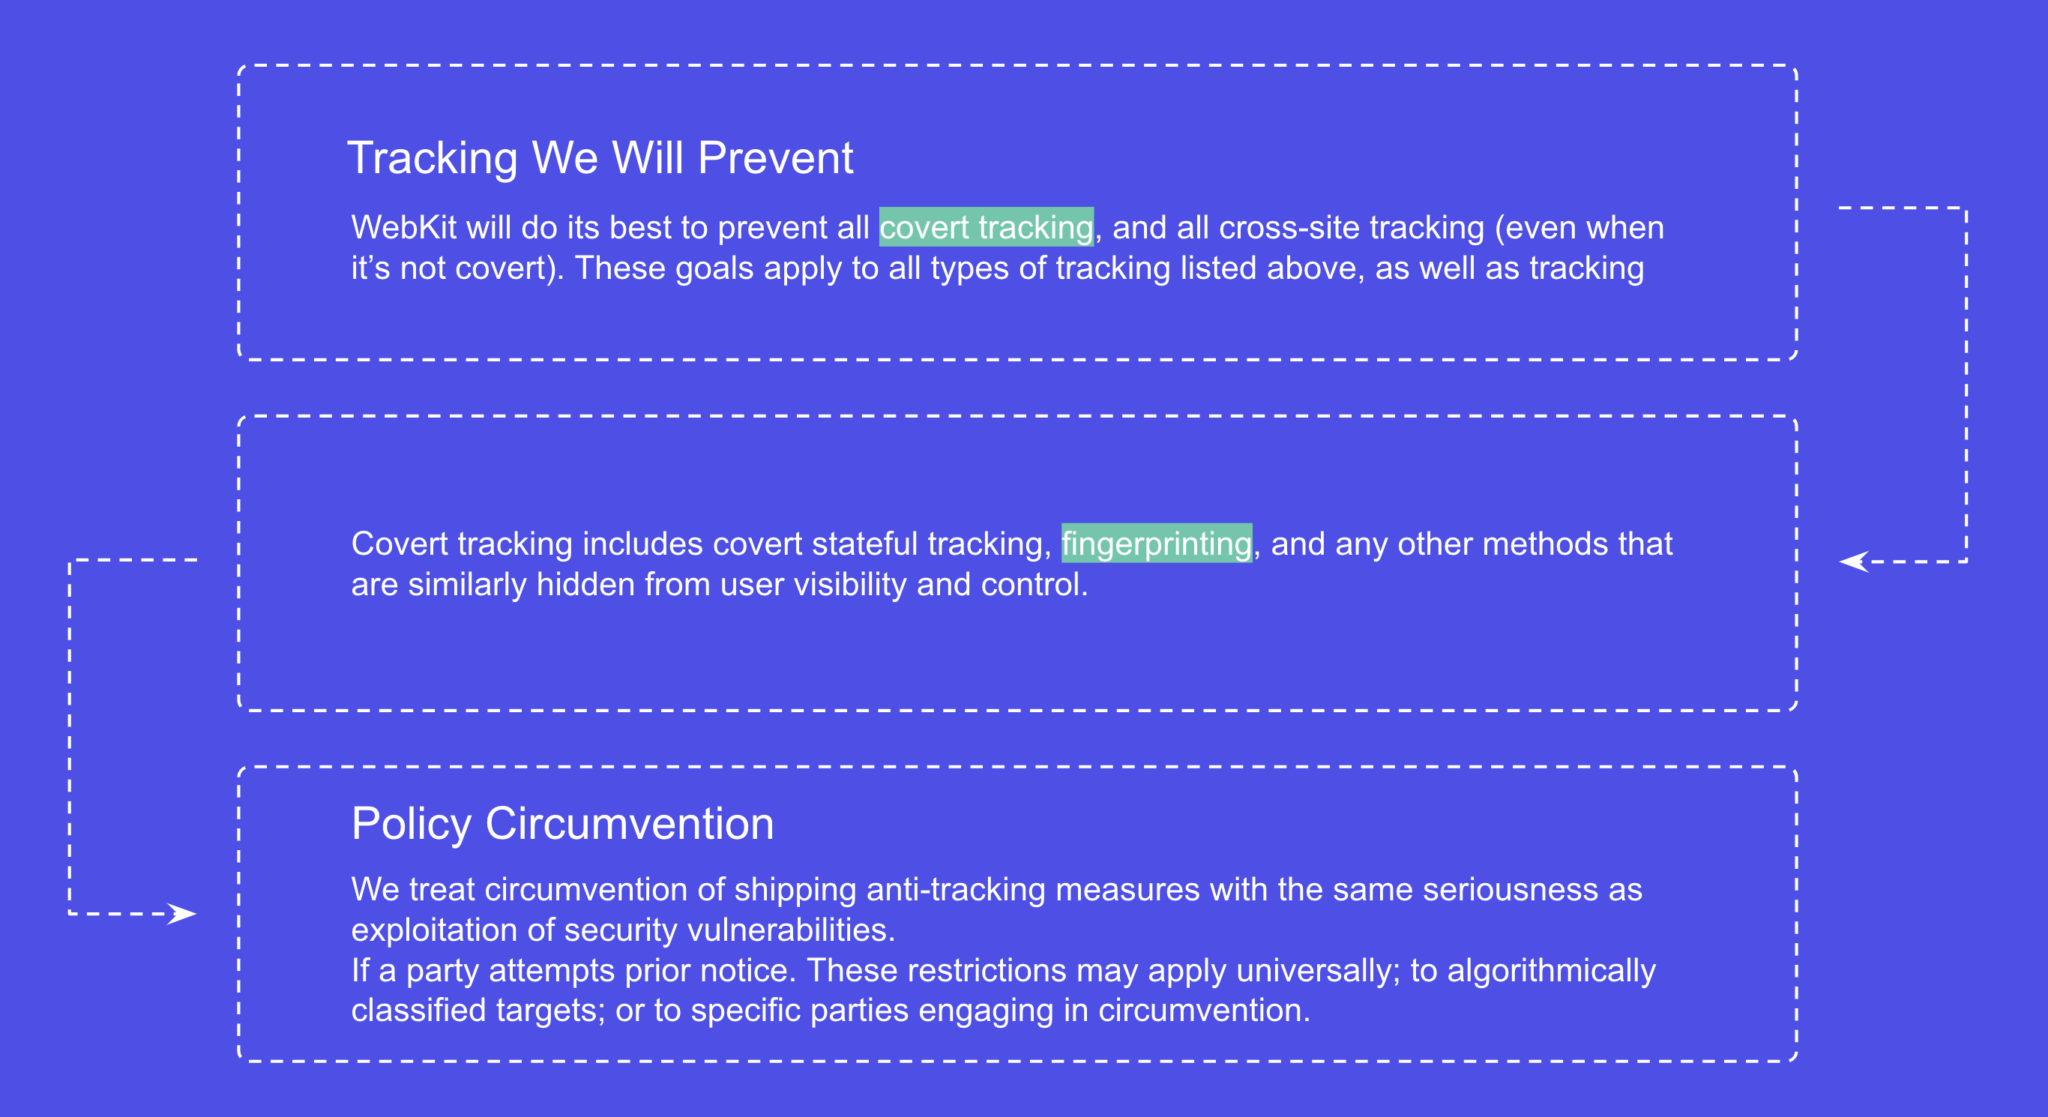 Tracking We Will Prevent
WebKit will do its best to prevent all covert tracking, and all cross-site tracking (even when
it’s not covert). These goals apply to all types of tracking listed above, as well as tracking
Covert tracking includes covert stateful tracking, fingerprinting, and any other methods that
are similarly hidden from user visibility and control.
Policy Circumvention
We treat circumvention of shipping anti-tracking measures with the same seriousness as
exploitation of security vulnerabilities.
If a party attempts prior notice. These restrictions may apply universally; to algorithmically
classified targets; or to specific parties engaging in circumvention.